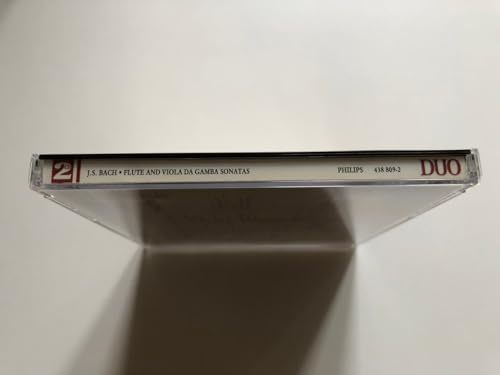 2 J.S. BACH • FLUTE AND VIOLA DA GAMBA SONATAS PHILIPS 438 809-2 DUO